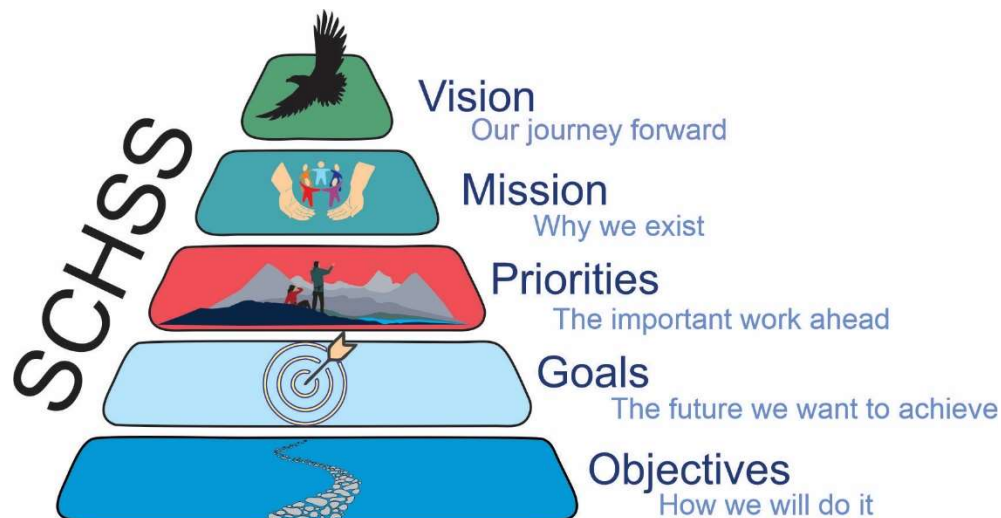 SCHSS
Vision
Our journey forward
Mission
Why we exist
Priorities
The important work ahead
Goals
The future we want to achieve
Objectives
How we will do it